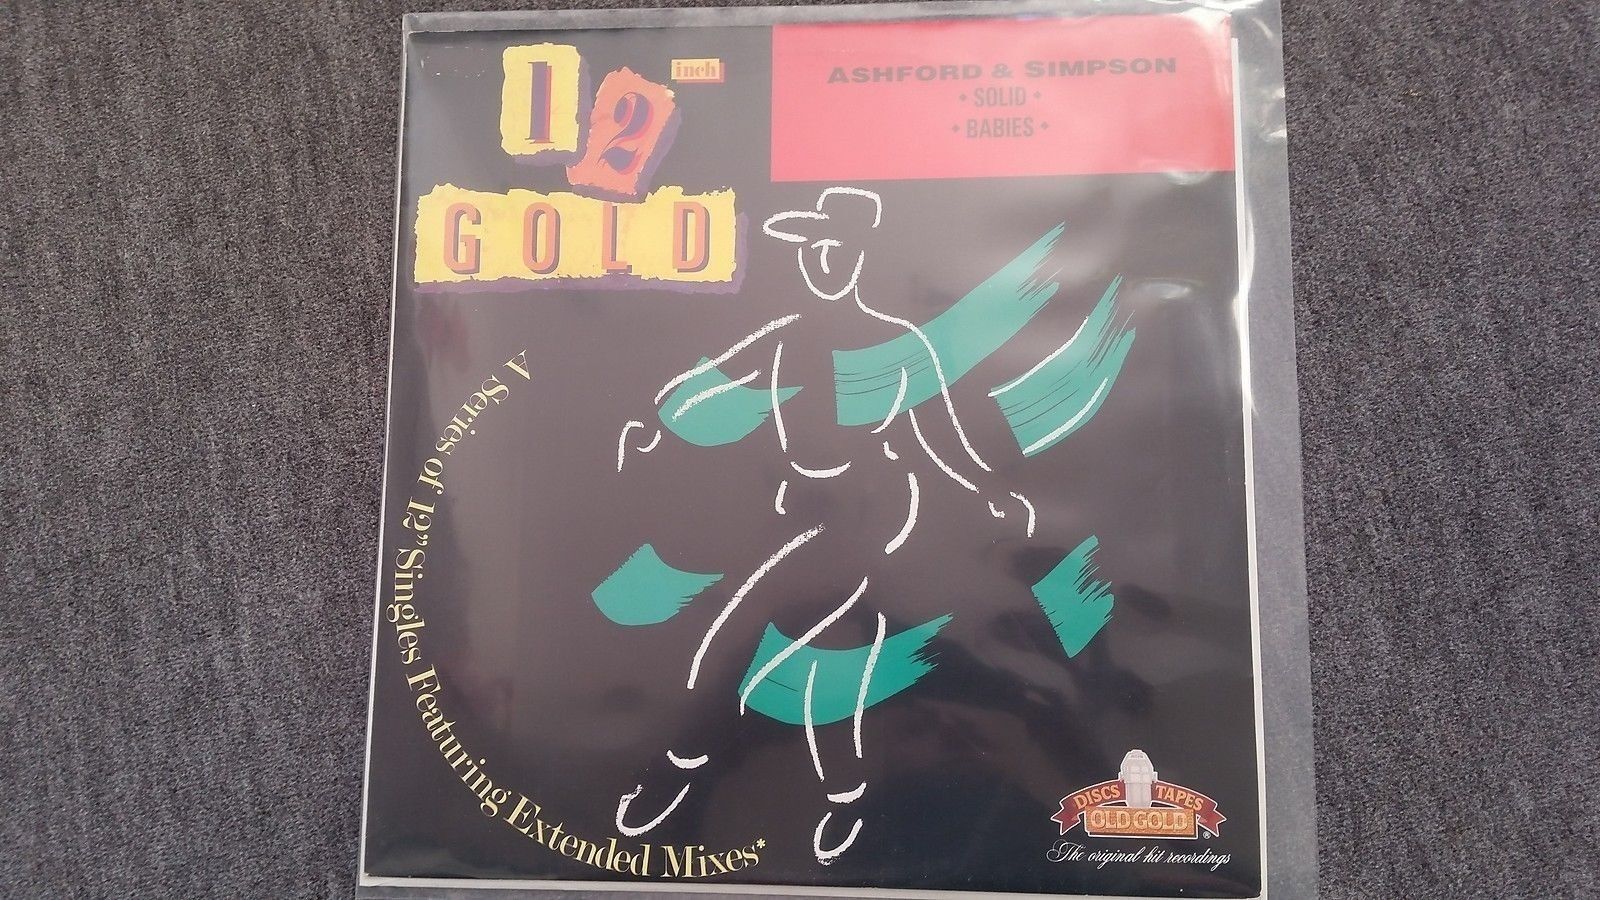 12 inch
GOLD
ASHFORD & SIMPSON
• SOLID •
• BABIES •
A Series of 12" Singles Featuring Extended Mixes*
DISCS TAPES
OLD GOLD ®
The original hit recordings